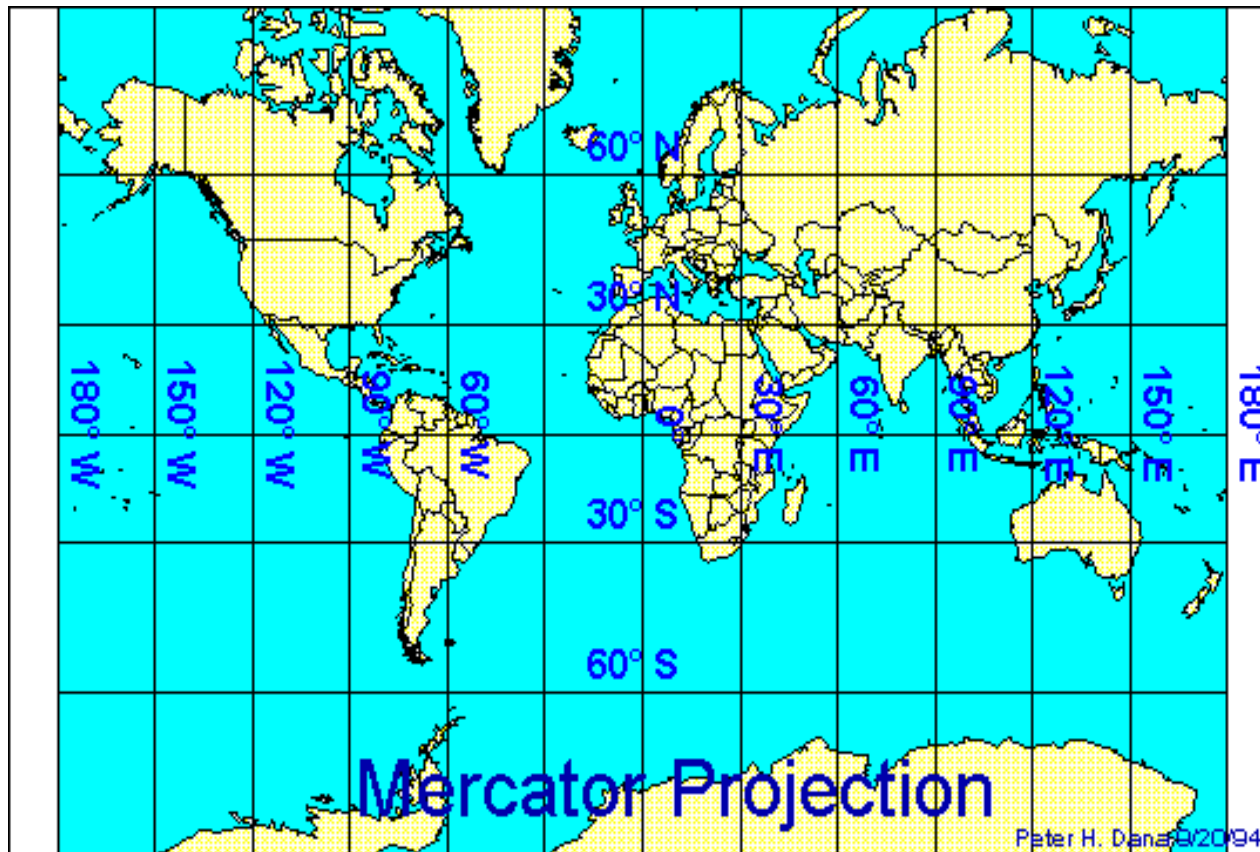 60° N
30° N
180° W
150° W
120° W
90° W
60° W
0°
30° E
60° E
90° E
120° E
150° E
180° E
30° S
60° S
Mercator Projection
Peter H. Dana 9/20/94